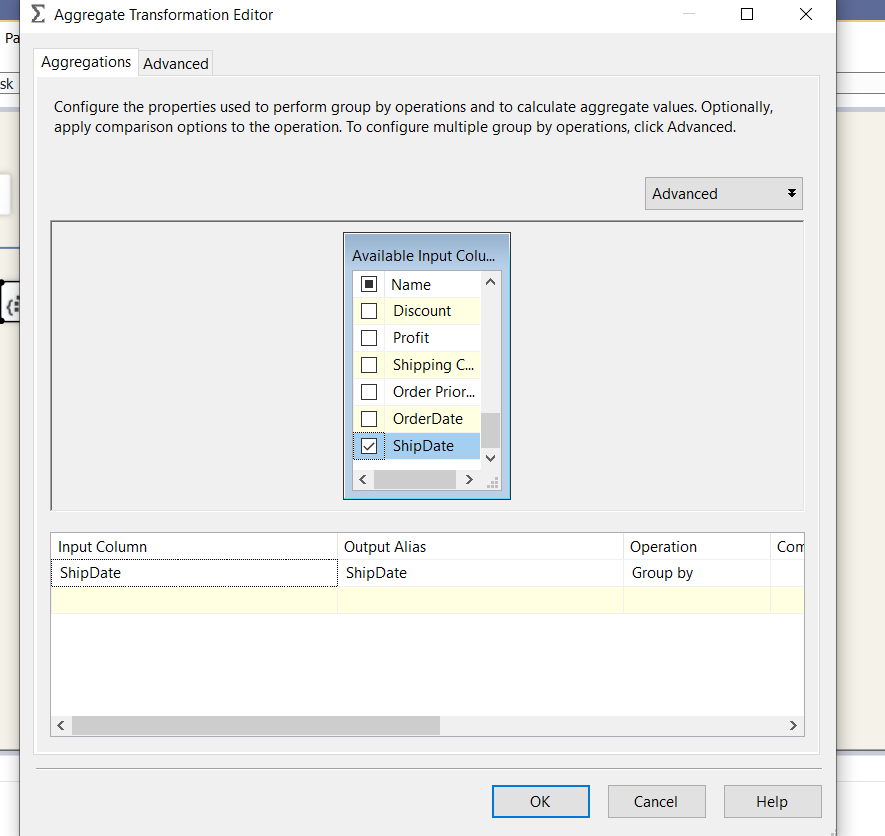 Aggregate Transformation Editor
Pa
sk
Aggregations
Advanced
Configure the properties used to perform group by operations and to calculate aggregate values. Optionally,
apply comparison options to the operation. To configure multiple group by operations, click Advanced.
Advanced
Available Input Colu...
Name
Discount
Profit
Shipping C...
Order Prior...
OrderDate
ShipDate
Input Column Output Alias Operation Com
ShipDate ShipDate Group by
OK Cancel Help